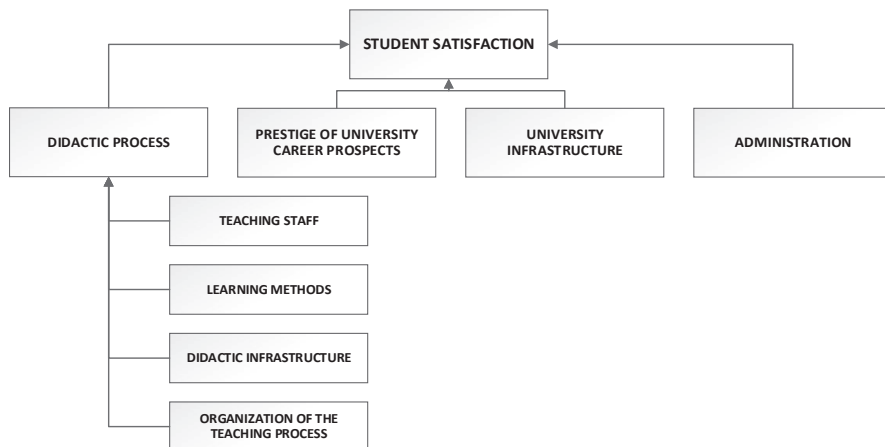 STUDENT SATISFACTION
DIDACTIC PROCESS
PRESTIGE OF UNIVERSITY
CAREER PROSPECTS
UNIVERSITY
INFRASTRUCTURE
ADMINISTRATION
TEACHING STAFF
LEARNING METHODS
DIDACTIC INFRASTRUCTURE
ORGANIZATION OF THE
TEACHING PROCESS